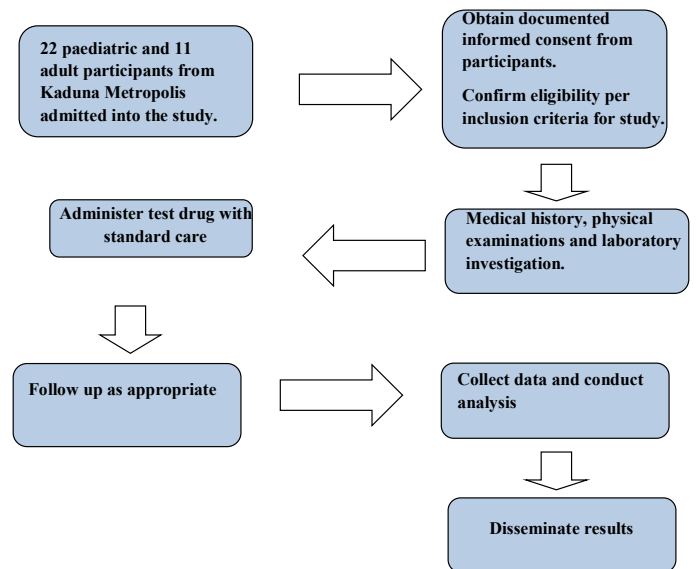 22 paediatric and 11
adult participants from
Kaduna Metropolis
admitted into the study.
Obtain documented
informed consent from
participants.
Confirm eligibility per
inclusion criteria for study.
Medical history, physical
examinations and laboratory
investigation.
Administer test drug with
standard care
Follow up as appropriate
Collect data and conduct
analysis
Disseminate results